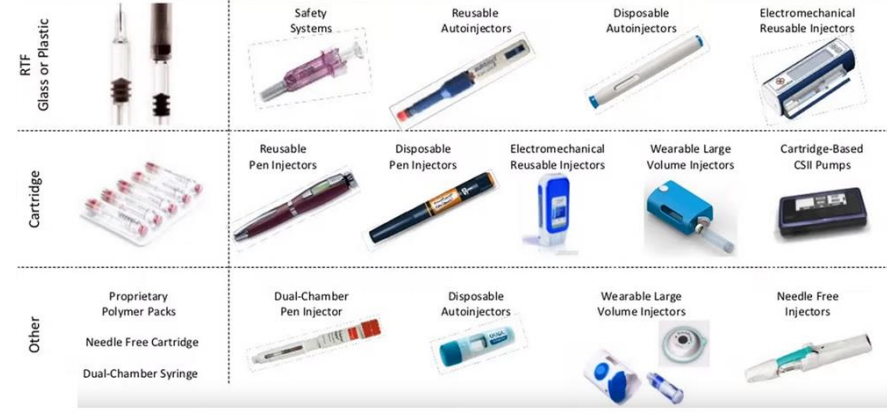 RTF
Glass or Plastic
Safety
Systems
Reusable
Autoinjectors
Disposable
Autoinjectors
Electromechanical
Reusable Injectors
Cartridge
Reusable
Pen Injectors
Disposable
Pen Injectors
Electromechanical
Reusable Injectors
Wearable Large
Volume Injectors
Cartridge-Based
CSII Pumps
Other
Proprietary
Polymer Packs
Needle Free Cartridge
Dual-Chamber Syringe
Dual-Chamber
Pen Injector
Disposable
Autoinjectors
Wearable Large
Volume Injectors
Needle Free
Injectors